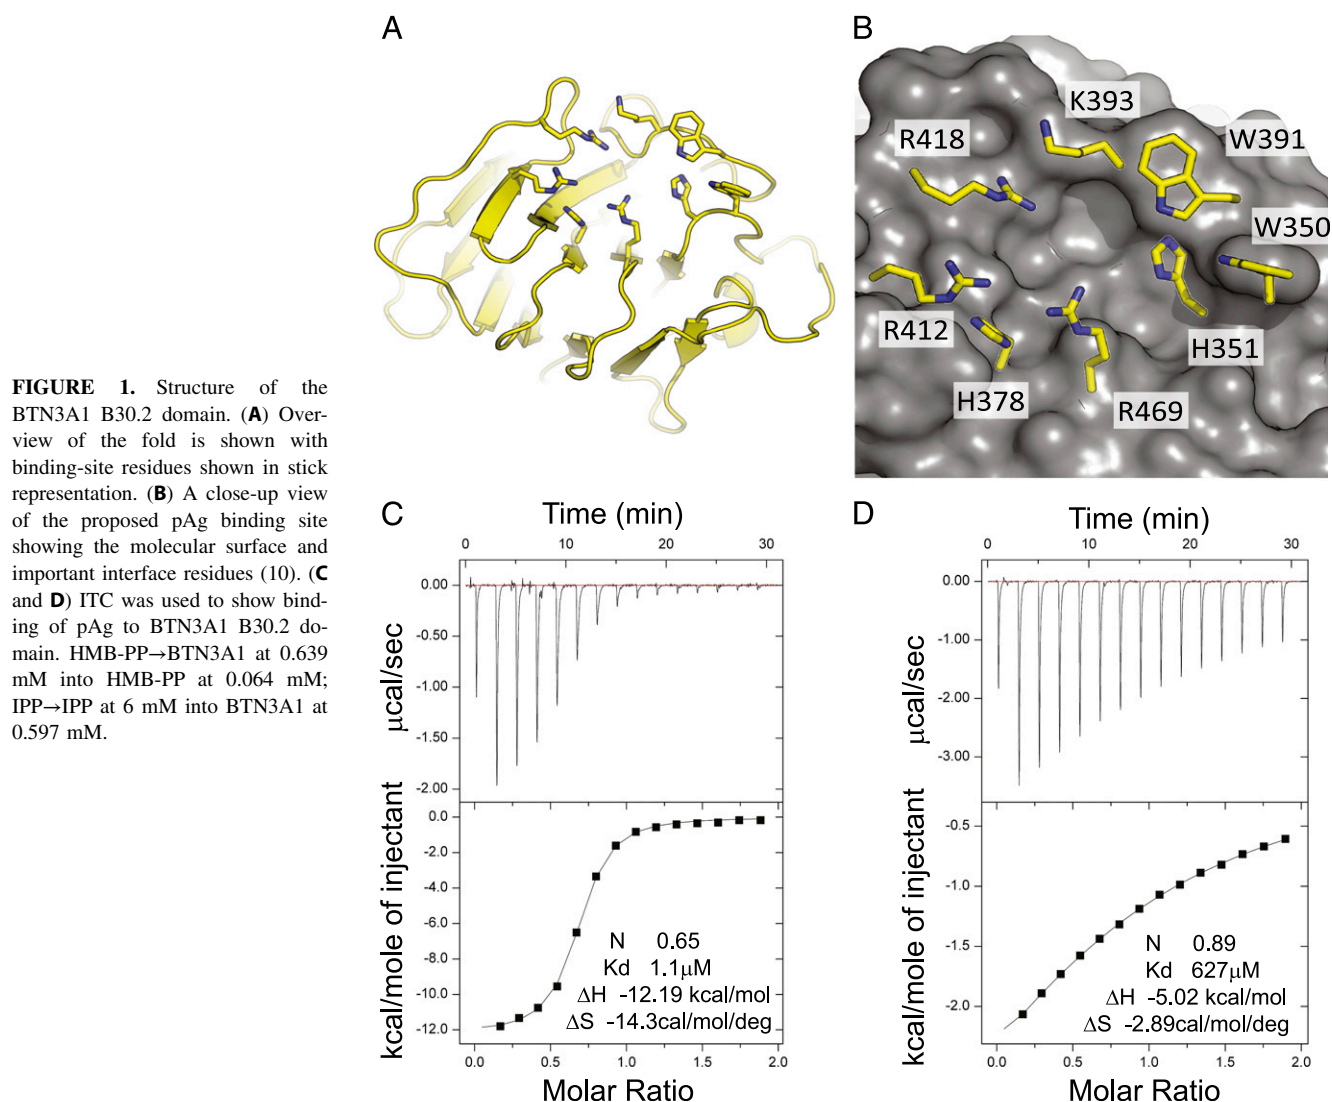 FIGURE 1. Structure of the
BTN3A1 B30.2 domain. (A) Over-
view of the fold is shown with
binding-site residues shown in stick
representation. (B) A close-up view
of the proposed pAg binding site
showing the molecular surface and
important interface residues (10). (C
and D) ITC was used to show bind-
ing of pAg to BTN3A1 B30.2 do-
main. HMB-PP→BTN3A1 at 0.639
mM into HMB-PP at 0.064 mM;
IPP→IPP at 6 mM into BTN3A1 at
0.597 mM.
A
B
K393
R418
W391
W350
R412
H351
H378
R469
C
Time (min)
0 10 20 30
0.00
-0.50
-1.00
-1.50
-2.00
µcal/sec
0.0
-2.0
-4.0
-6.0
-8.0
-10.0
-12.0
kcal/mole of injectant
N 0.65
Kd 1.1µM
ΔH -12.19 kcal/mol
ΔS -14.3cal/mol/deg
0.0 0.5 1.0 1.5 2.0
Molar Ratio
D
Time (min)
0 10 20 30
0.00
-1.00
-2.00
-3.00
µcal/sec
-0.5
-1.0
-1.5
-2.0
kcal/mole of injectant
N 0.89
Kd 627µM
ΔH -5.02 kcal/mol
ΔS -2.89cal/mol/deg
0.0 0.5 1.0 1.5 2.0
Molar Ratio